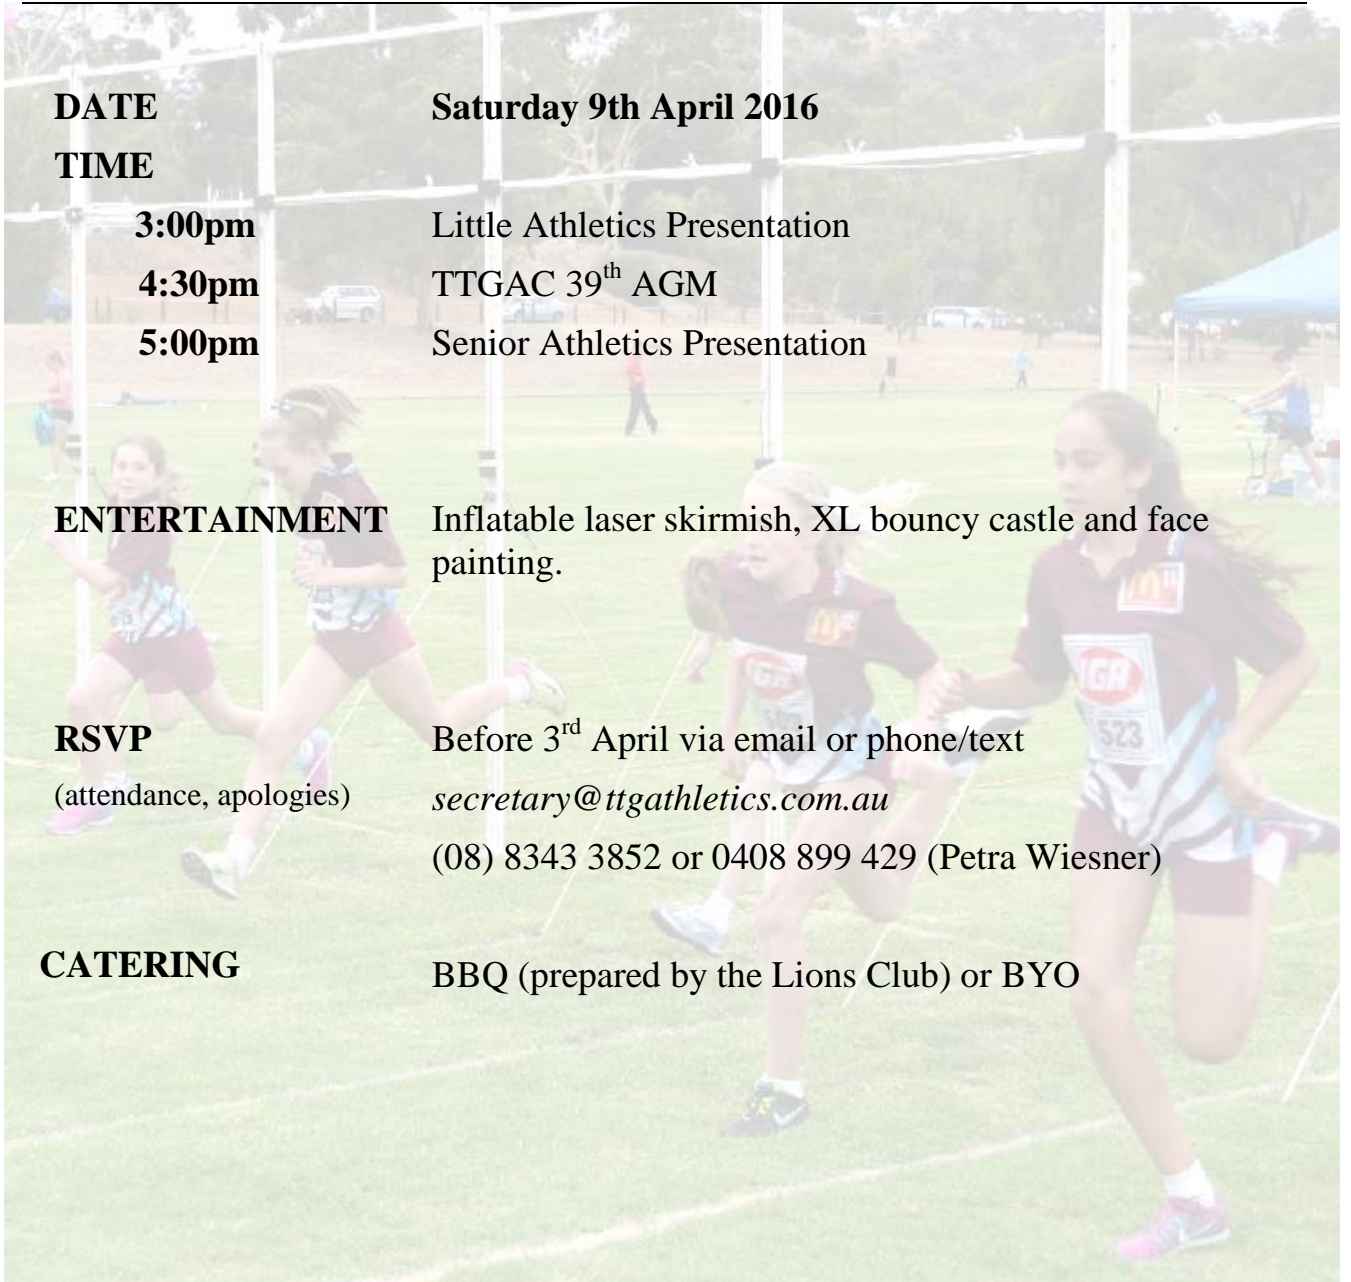 DATE Saturday 9th April 2016
TIME
3:00pm Little Athletics Presentation
4:30pm TTGAC 39th AGM
5:00pm Senior Athletics Presentation
ENTERTAINMENT Inflatable laser skirmish, XL bouncy castle and face
painting.
RSVP Before 3rd April via email or phone/text
(attendance, apologies) secretary@ttgathletics.com.au
(08) 8343 3852 or 0408 899 429 (Petra Wiesner)
CATERING BBQ (prepared by the Lions Club) or BYO
IGA
IGA
523